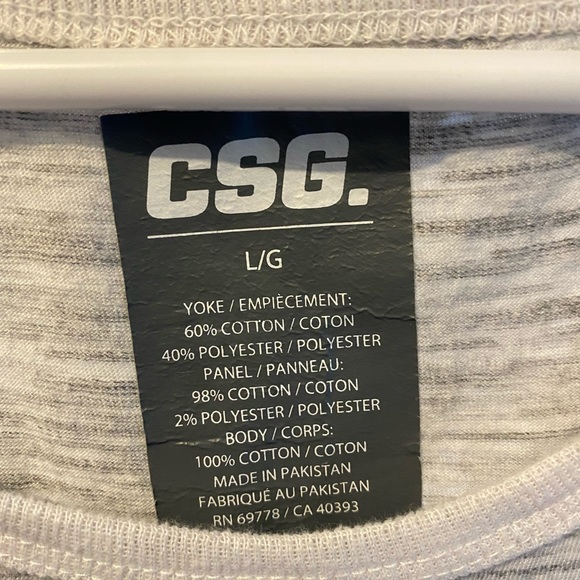 CSG.
L/G
YOKE / EMPIÈCEMENT:
60% COTTON / COTON
40% POLYESTER / POLYESTER
PANEL / PANNEAU:
98% COTTON / COTON
2% POLYESTER / POLYESTER
BODY / CORPS:
100% COTTON / COTON
MADE IN PAKISTAN
FABRIQUÉ AU PAKISTAN
RN 69778 / CA 40393